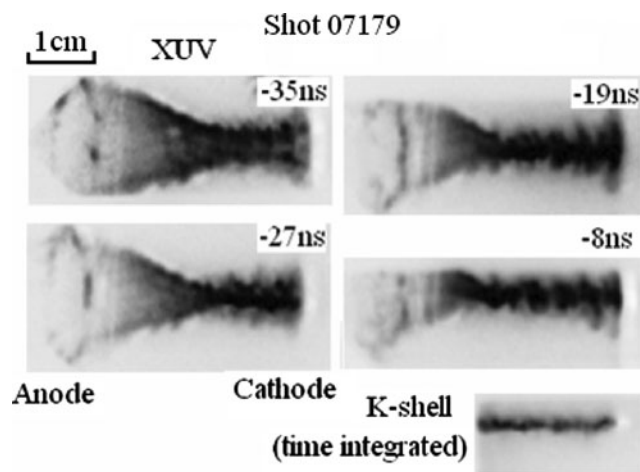 Shot 07179
1cm
XUV
-35ns
-19ns
-27ns
-8ns
Anode
Cathode
K-shell
(time integrated)